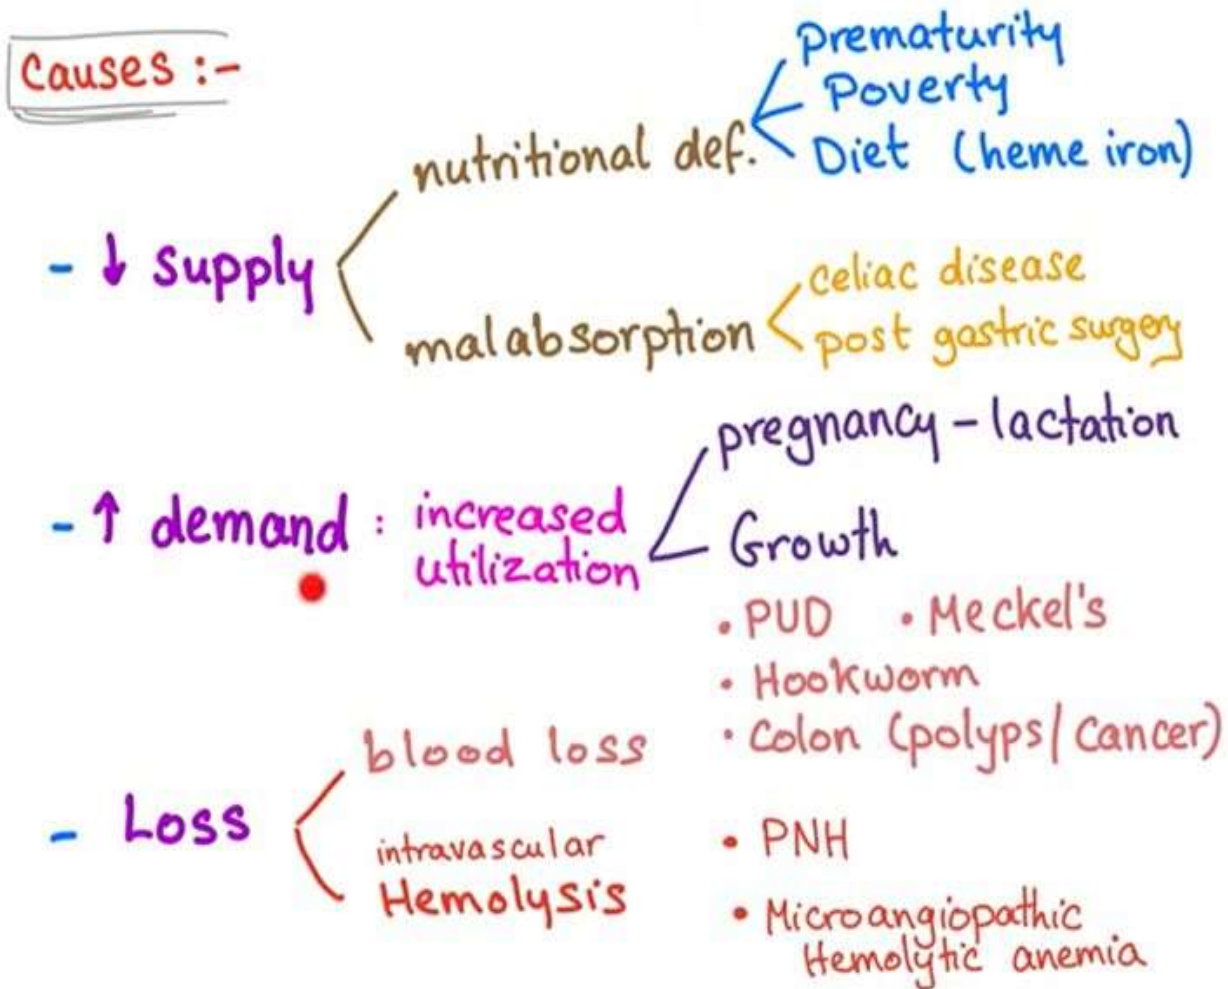 Causes :-
Prematurity
Poverty
nutritional def.
Diet (heme iron)
- ↓ supply
celiac disease
malabsorption
post gastric surgery
pregnancy - lactation
- ↑ demand : increased
utilization
Growth
• PUD • Meckel's
• Hookworm
• Colon (polyps/cancer)
blood loss
- Loss
intravascular
Hemolysis
• PNH
• Microangiopathic
Hemolytic anemia